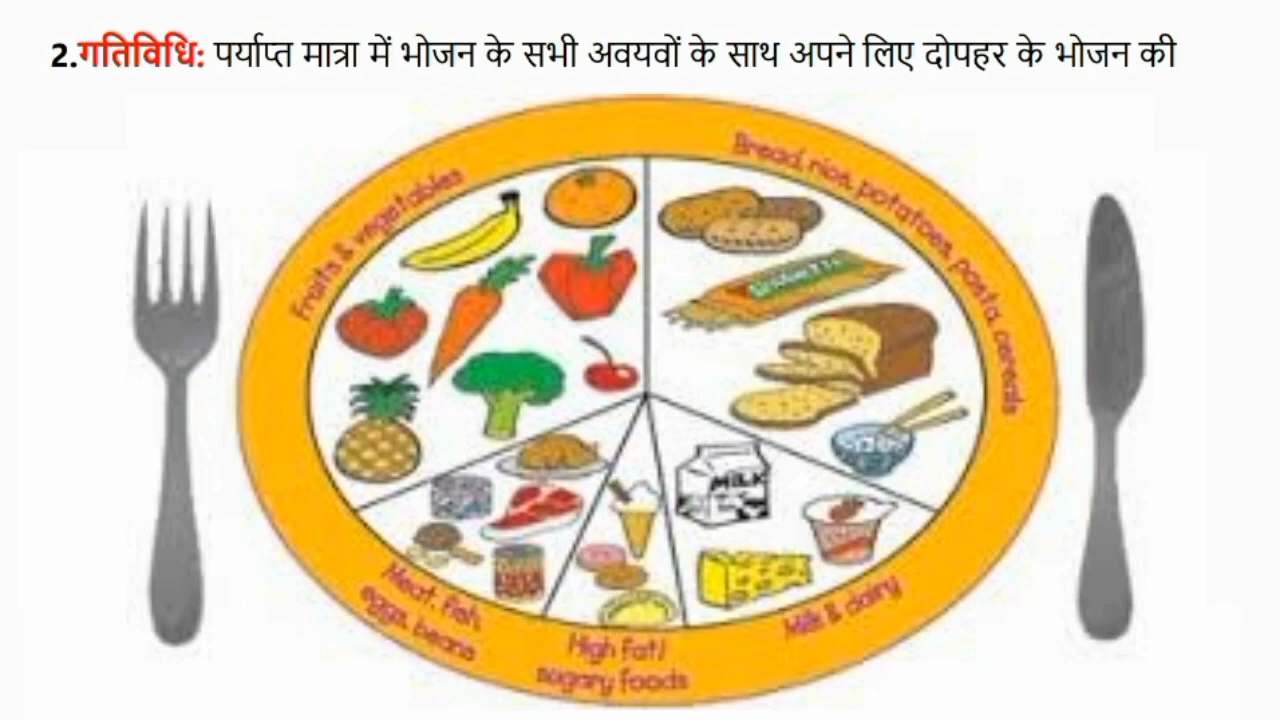 2.गतिविधि: पर्याप्त मात्रा में भोजन के सभी अवयवों के साथ अपने लिए दोपहर के भोजन की
Fruits & vegetables
Bread, rice, potatoes, pasta, cereals
SPAGHETTI
MILK
Meat, fish,
eggs, beans
High fat/
sugary foods
Milk & dairy